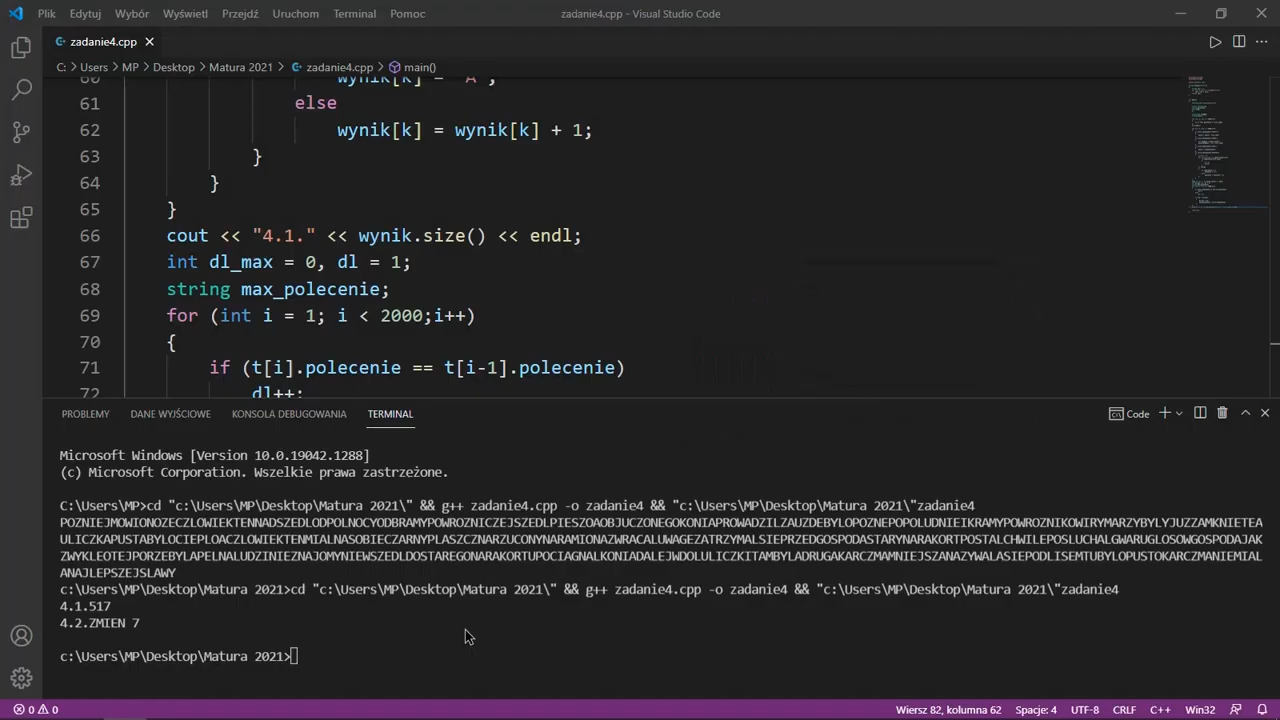 Plik Edytuj Wybór Wyświetl Przejdź Uruchom Terminal Pomoc zadanie4.cpp - Visual Studio Code
zadanie4.cpp
C: > Users > MP > Desktop > Matura 2021 > zadanie4.cpp > main()
60 wynik[k] = 'A';
61 else
62 wynik[k] = wynik[k] + 1;
63 }
64 }
65 }
66 cout << "4.1." << wynik.size() << endl;
67 int dl_max = 0, dl = 1;
68 string max_polecenie;
69 for (int i = 1; i < 2000;i++)
70 {
71 if (t[i].polecenie == t[i-1].polecenie)
72 dl++;
PROBLEMY DANE WYJŚCIOWE KONSOLA DEBUGOWANIA TERMINAL Code
Microsoft Windows [Version 10.0.19042.1288]
(c) Microsoft Corporation. Wszelkie prawa zastrzeżone.
C:\Users\MP>cd "c:\Users\MP\Desktop\Matura 2021\" && g++ zadanie4.cpp -o zadanie4 && "c:\Users\MP\Desktop\Matura 2021\"zadanie4
POZNIEJMOWIONOZECZLOWIEKTENNADSZEDLODPOLNOCYODBRAMYPOWROZNICZEJSZEDLPIESZOAOBJUCZONEGOKONIAPROWADZILZAUZDEBYLOPOZNEPOPOLUDNIEIKRAMYPOWROZNIKOWIRYMARZYBYLYJUZZAMKNIETEA
ULICZKAPUSTABYLOCIEPLOACZLOWIEKTENMIALNASOBIECZARNYPLASZCZNARZUCONYNARAMIONAZWRACALUWAGEZATRZYMALSIEPRZEDGOSPODASTARYNARAKORTPOSTALCHWILEPOSLUCHALGWARUGLOSOWGOSPODAJAK
ZWYKLEOTEJPORZEBYLAPELNALUDZINIEZNAJOMYNIEWSZEDLDOSTAREGONARAKORTUPOCIAGNALKONIADALEJWDOLULICZKITAMBYLADRUGAKARCZMAMNIEJSZANAZYWALASIEPODLISEMTUBYLOPUSTOKARCZMANIEMIAL
ANAJLEPSZEJSLAWY
c:\Users\MP\Desktop\Matura 2021>cd "c:\Users\MP\Desktop\Matura 2021\" && g++ zadanie4.cpp -o zadanie4 && "c:\Users\MP\Desktop\Matura 2021\"zadanie4
4.1.517
4.2.ZMIEN 7
c:\Users\MP\Desktop\Matura 2021>
0 0 Wiersz 82, kolumna 62 Spacje: 4 UTF-8 CRLF C++ Win32